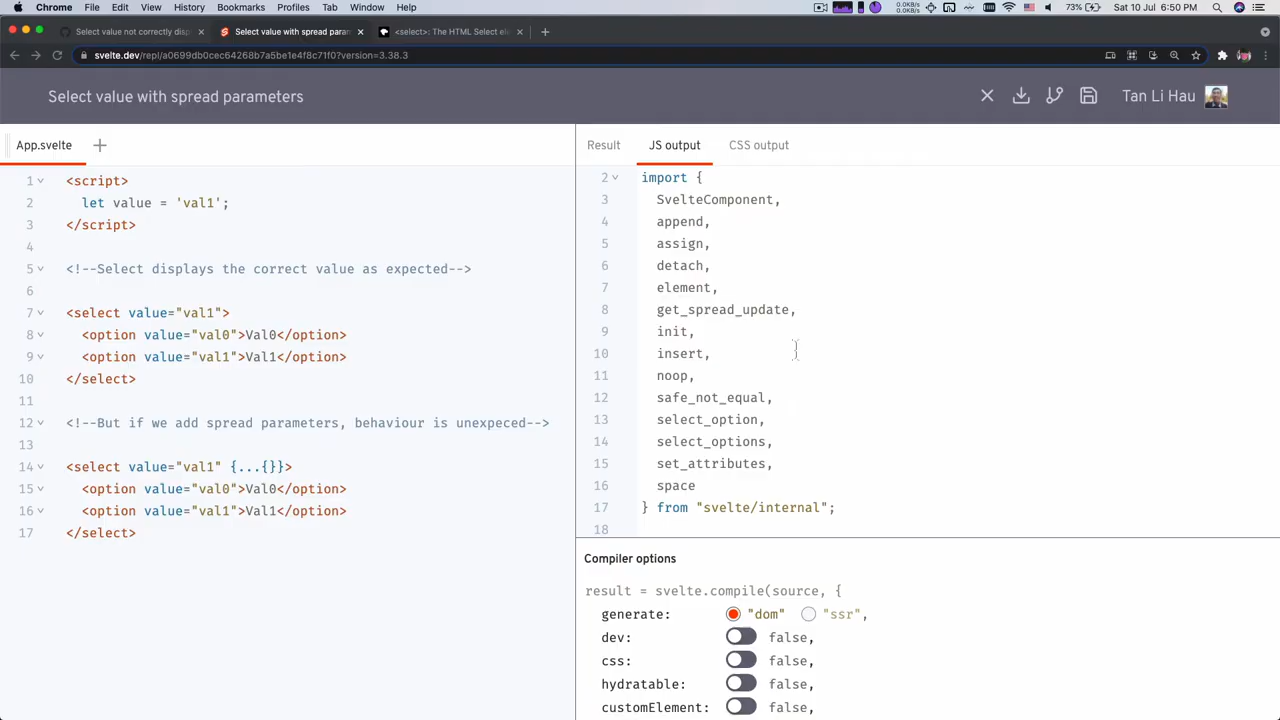 Chrome File Edit View History Bookmarks Profiles Tab Window Help 0.0KB/s 0.0KB/s 73% Sat 10 Jul 6:50 PM
Select value not correctly disp × Select value with spread param × <select>: The HTML Select ele × +
svelte.dev/repl/a0699db0cec64268b7a5be1e4f8c71f0?version=3.38.3
Select value with spread parameters Tan Li Hau
App.svelte +
1 <script>
2 let value = 'val1';
3 </script>
4
5 <!--Select displays the correct value as expected-->
6
7 <select value="val1">
8 <option value="val0">Val0</option>
9 <option value="val1">Val1</option>
10 </select>
11
12 <!--But if we add spread parameters, behaviour is unexpeced-->
13
14 <select value="val1" {...{}}>
15 <option value="val0">Val0</option>
16 <option value="val1">Val1</option>
17 </select>
Result JS output CSS output
2 import {
3 SvelteComponent,
4 append,
5 assign,
6 detach,
7 element,
8 get_spread_update,
9 init,
10 insert,
11 noop,
12 safe_not_equal,
13 select_option,
14 select_options,
15 set_attributes,
16 space
17 } from "svelte/internal";
18
Compiler options
result = svelte.compile(source, {
generate: "dom" "ssr",
dev: false,
css: false,
hydratable: false,
customElement: false,